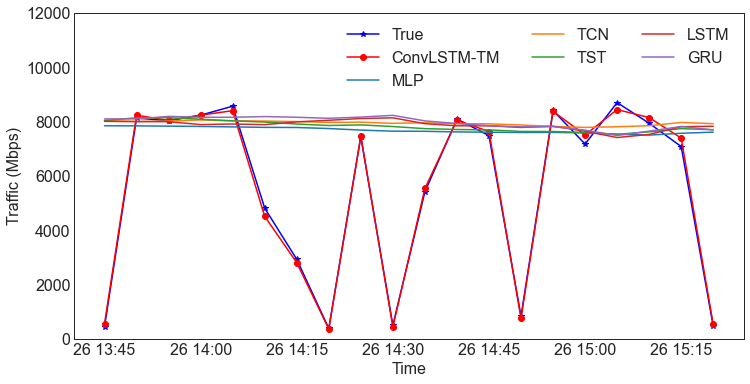 12000
10000
8000
6000
4000
2000
0
Traffic (Mbps)
True
ConvLSTM-TM
MLP
TCN
TST
LSTM
GRU
26 13:45 26 14:00 26 14:15 26 14:30 26 14:45 26 15:00 26 15:15
Time